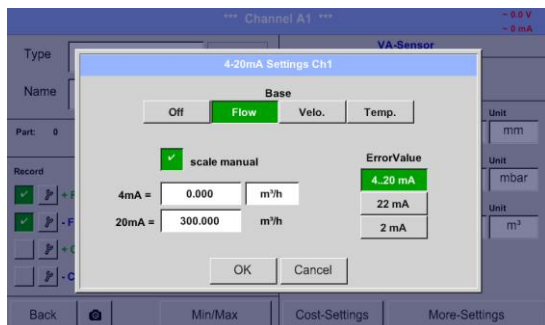 *** Channel A1 ***
~ 0.0 V
~ 0 mA
Type
VA-Sensor
4-20mA Settings Ch1
Name
Base
Off Flow Velo. Temp.
Unit
Part: 0
mm
scale manual
ErrorValue
Unit
Record
4..20 mA
mbar
4mA = 0.000 m³/h
22 mA
Unit
20mA = 300.000 m³/h
2 mA
m³
OK Cancel
Back Min/Max Cost-Settings More-Settings